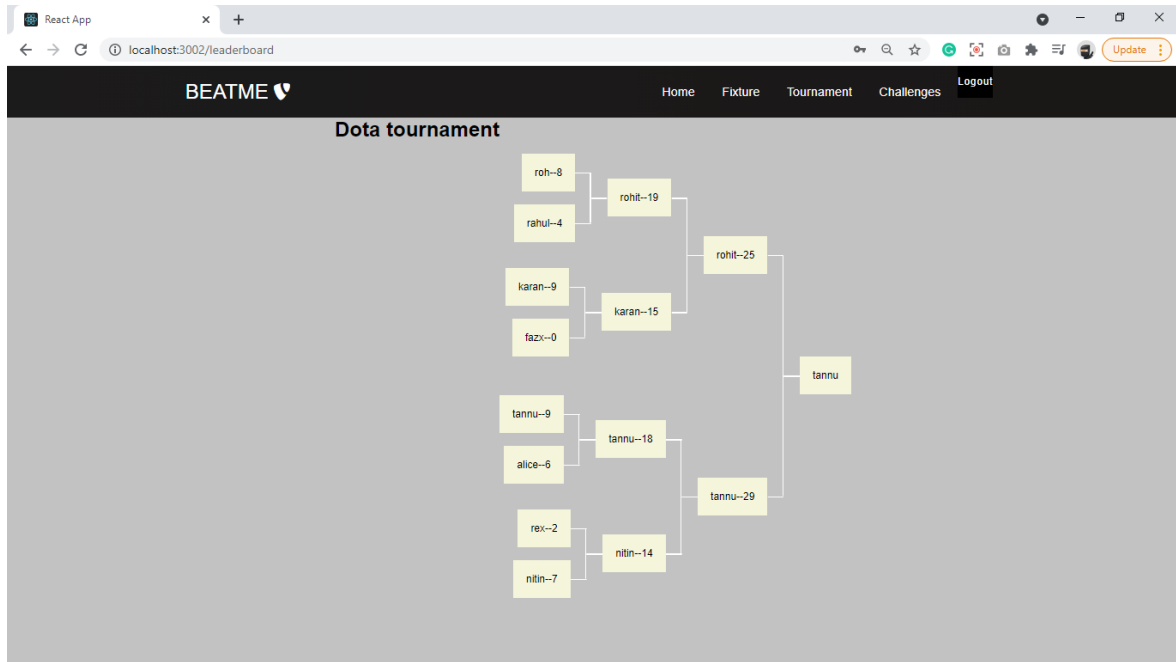 React App
localhost:3002/leaderboard
Update
BEATME
Home Fixture Tournament Challenges Logout
Dota tournament
roh--8
rahul--4
rohit--19
karan--9
fazx--0
karan--15
rohit--25
tannu--9
alice--6
tannu--18
rex--2
nitin--7
nitin--14
tannu--29
tannu